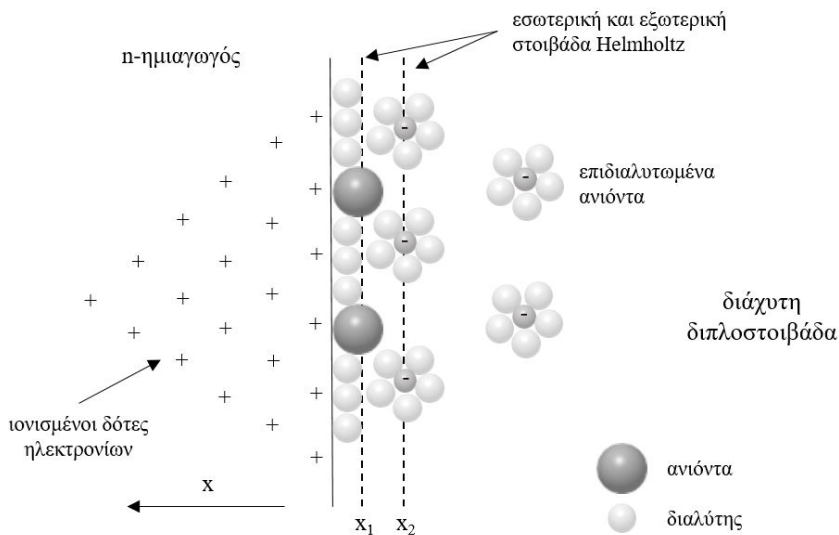 εσωτερική και εξωτερική
στοιβάδα Helmholtz
n-ημιαγωγός
επιδιαλυτωμένα
ανιόντα
διάχυτη
διπλοστοιβάδα
ιονισμένοι δότες
ηλεκτρονίων
x
x₁
x₂
ανιόντα
διαλύτης